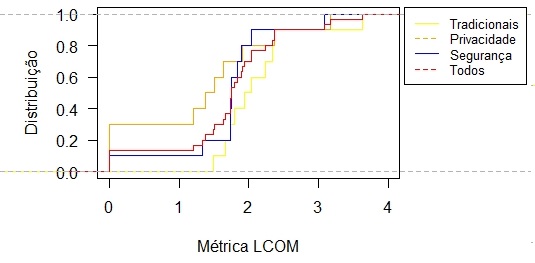 1.0
0.8
0.6
0.4
0.2
0.0
Distribuição
0 1 2 3 4
Métrica LCOM
Tradicionais
Privacidade
Segurança
Todos